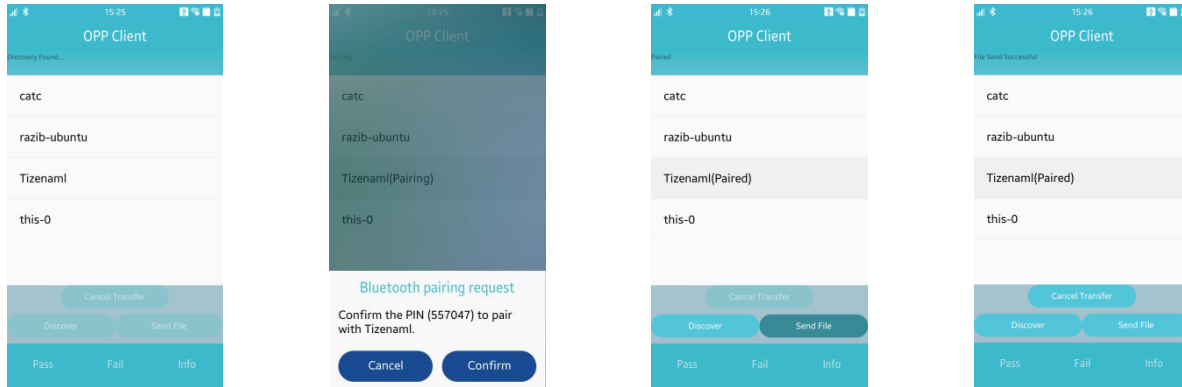 15:25
OPP Client
Discovery Found...
catc
razib-ubuntu
Tizenaml
this-0
Cancel Transfer
Discover Send File
Pass Fail Info
15:25
OPP Client
Pairing
catc
razib-ubuntu
Tizenaml(Pairing)
this-0
Bluetooth pairing request
Confirm the PIN (557047) to pair
with Tizenaml.
Cancel Confirm
15:26
OPP Client
Paired
catc
razib-ubuntu
Tizenaml(Paired)
this-0
Cancel Transfer
Discover Send File
Pass Fail Info
15:26
OPP Client
File Send Successful
catc
razib-ubuntu
Tizenaml(Paired)
this-0
Cancel Transfer
Discover Send File
Pass Fail Info